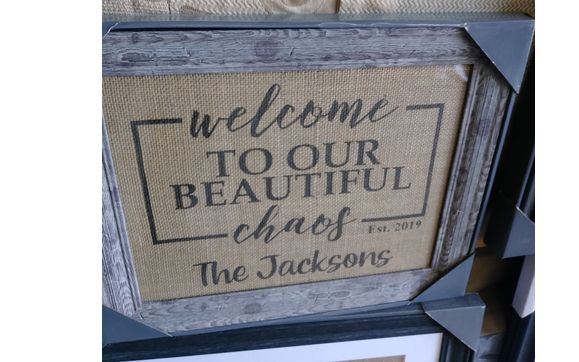 welcome
TO OUR
BEAUTIFUL
chaos
Est. 2019
The Jacksons